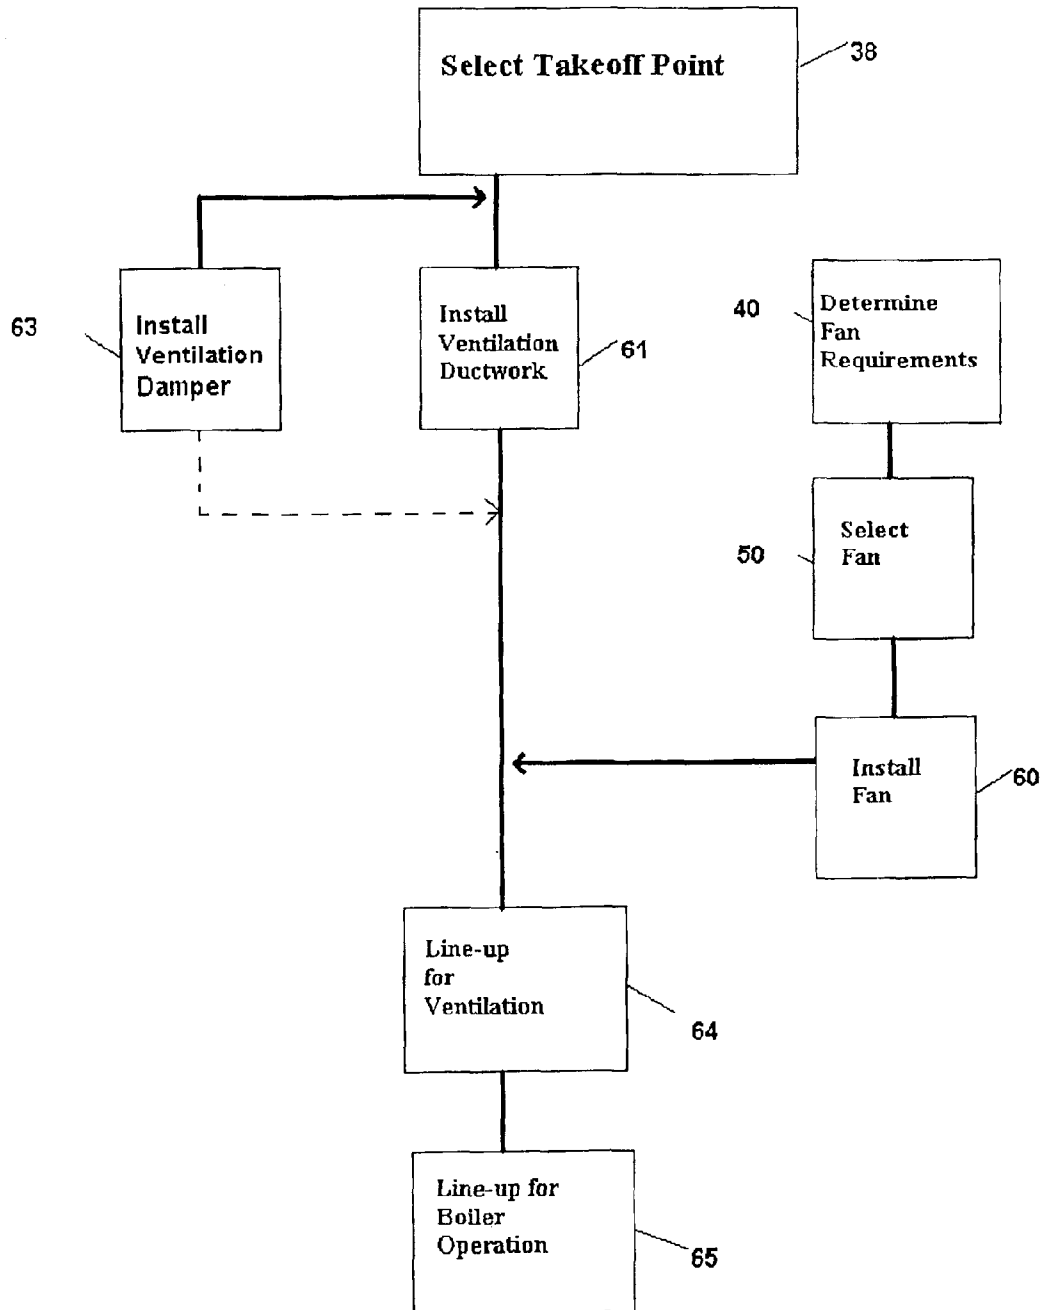 Select Takeoff Point
38
63
Install
Ventilation
Damper
Install
Ventilation
Ductwork
61
40
Determine
Fan
Requirements
50
Select
Fan
Install
Fan
60
Line-up
for
Ventilation
64
Line-up for
Boiler
Operation
65